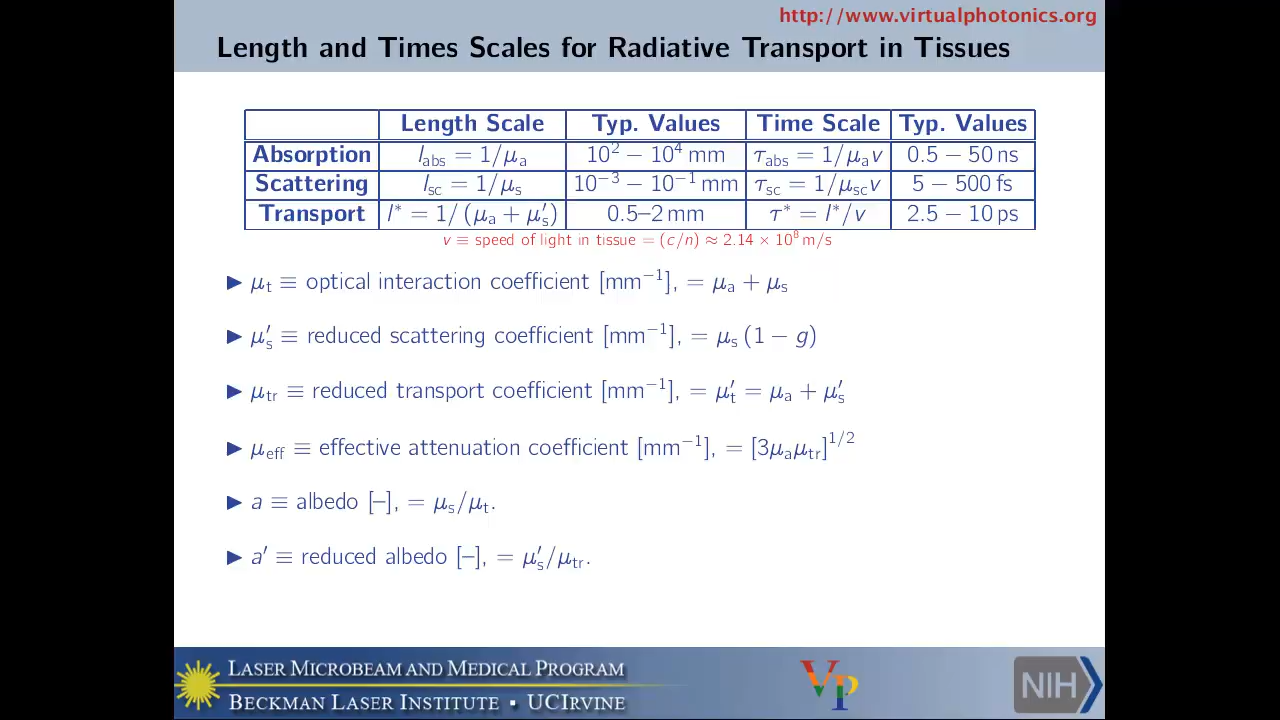 http://www.virtualphotonics.org
Length and Times Scales for Radiative Transport in Tissues
Length Scale Typ. Values Time Scale Typ. Values
Absorption l_abs = 1/μ_a 10² − 10⁴ mm τ_abs = 1/μ_a v 0.5 − 50 ns
Scattering l_sc = 1/μ_s 10⁻³ − 10⁻¹ mm τ_sc = 1/μ_sc v 5 − 500 fs
Transport l* = 1/ (μ_a + μ′_s) 0.5–2 mm τ* = l*/v 2.5 − 10 ps
v ≡ speed of light in tissue = (c/n) ≈ 2.14 × 10⁸ m/s
▶ μ_t ≡ optical interaction coefficient [mm⁻¹], = μ_a + μ_s
▶ μ′_s ≡ reduced scattering coefficient [mm⁻¹], = μ_s (1 − g)
▶ μ_tr ≡ reduced transport coefficient [mm⁻¹], = μ′_t = μ_a + μ′_s
▶ μ_eff ≡ effective attenuation coefficient [mm⁻¹], = [3μ_a μ_tr]^1/2
▶ a ≡ albedo [–], = μ_s/μ_t.
▶ a′ ≡ reduced albedo [–], = μ′_s/μ_tr.
LASER MICROBEAM AND MEDICAL PROGRAM
BECKMAN LASER INSTITUTE ▪ UCIRVINE
VP
NIH